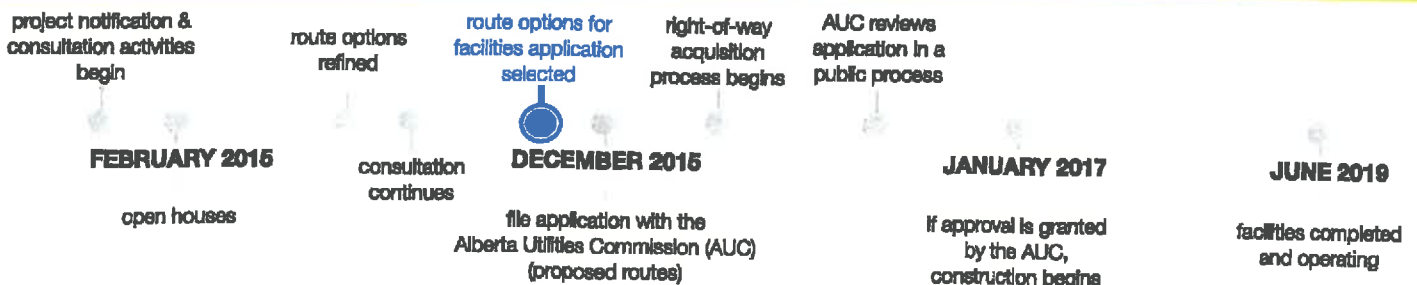 project notification &
consultation activities
begin
route options
refined
route options for
facilities application
selected
right-of-way
acquisition
process begins
AUC reviews
application in a
public process
FEBRUARY 2015
consultation
continues
DECEMBER 2015
JANUARY 2017
JUNE 2019
open houses
file application with the
Alberta Utilities Commission (AUC)
(proposed routes)
if approval is granted
by the AUC,
construction begins
facilities completed
and operating